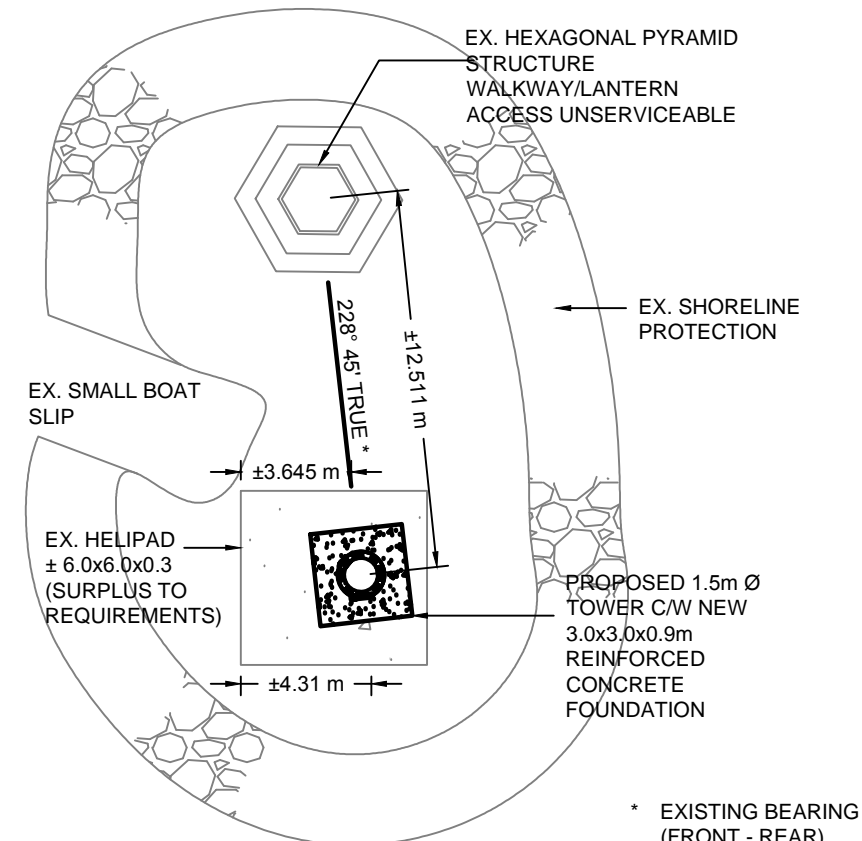 EX. HEXAGONAL PYRAMID
STRUCTURE
WALKWAY/LANTERN
ACCESS UNSERVICEABLE
EX. SHORELINE
PROTECTION
228° 45' TRUE *
±12.511 m
EX. SMALL BOAT
SLIP
±3.645 m
EX. HELIPAD
± 6.0x6.0x0.3
(SURPLUS TO
REQUIREMENTS)
PROPOSED 1.5m Ø
TOWER C/W NEW
3.0x3.0x0.9m
REINFORCED
CONCRETE
FOUNDATION
±4.31 m
* EXISTING BEARING
(FRONT - REAR)